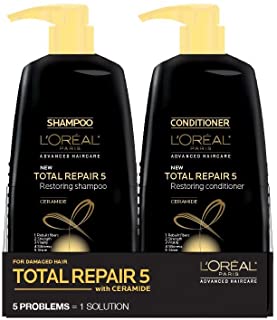 SHAMPOO
L'ORÉAL
PARIS
ADVANCED HAIRCARE
NEW
TOTAL REPAIR 5
Restoring shampoo
CERAMIDE
CONDITIONER
L'ORÉAL
PARIS
ADVANCED HAIRCARE
NEW
TOTAL REPAIR 5
Restoring conditioner
CERAMIDE
FOR DAMAGED HAIR
TOTAL REPAIR 5
with CERAMIDE
5 PROBLEMS = 1 SOLUTION
L'ORÉAL
PARIS
ADVANCED HAIRCARE